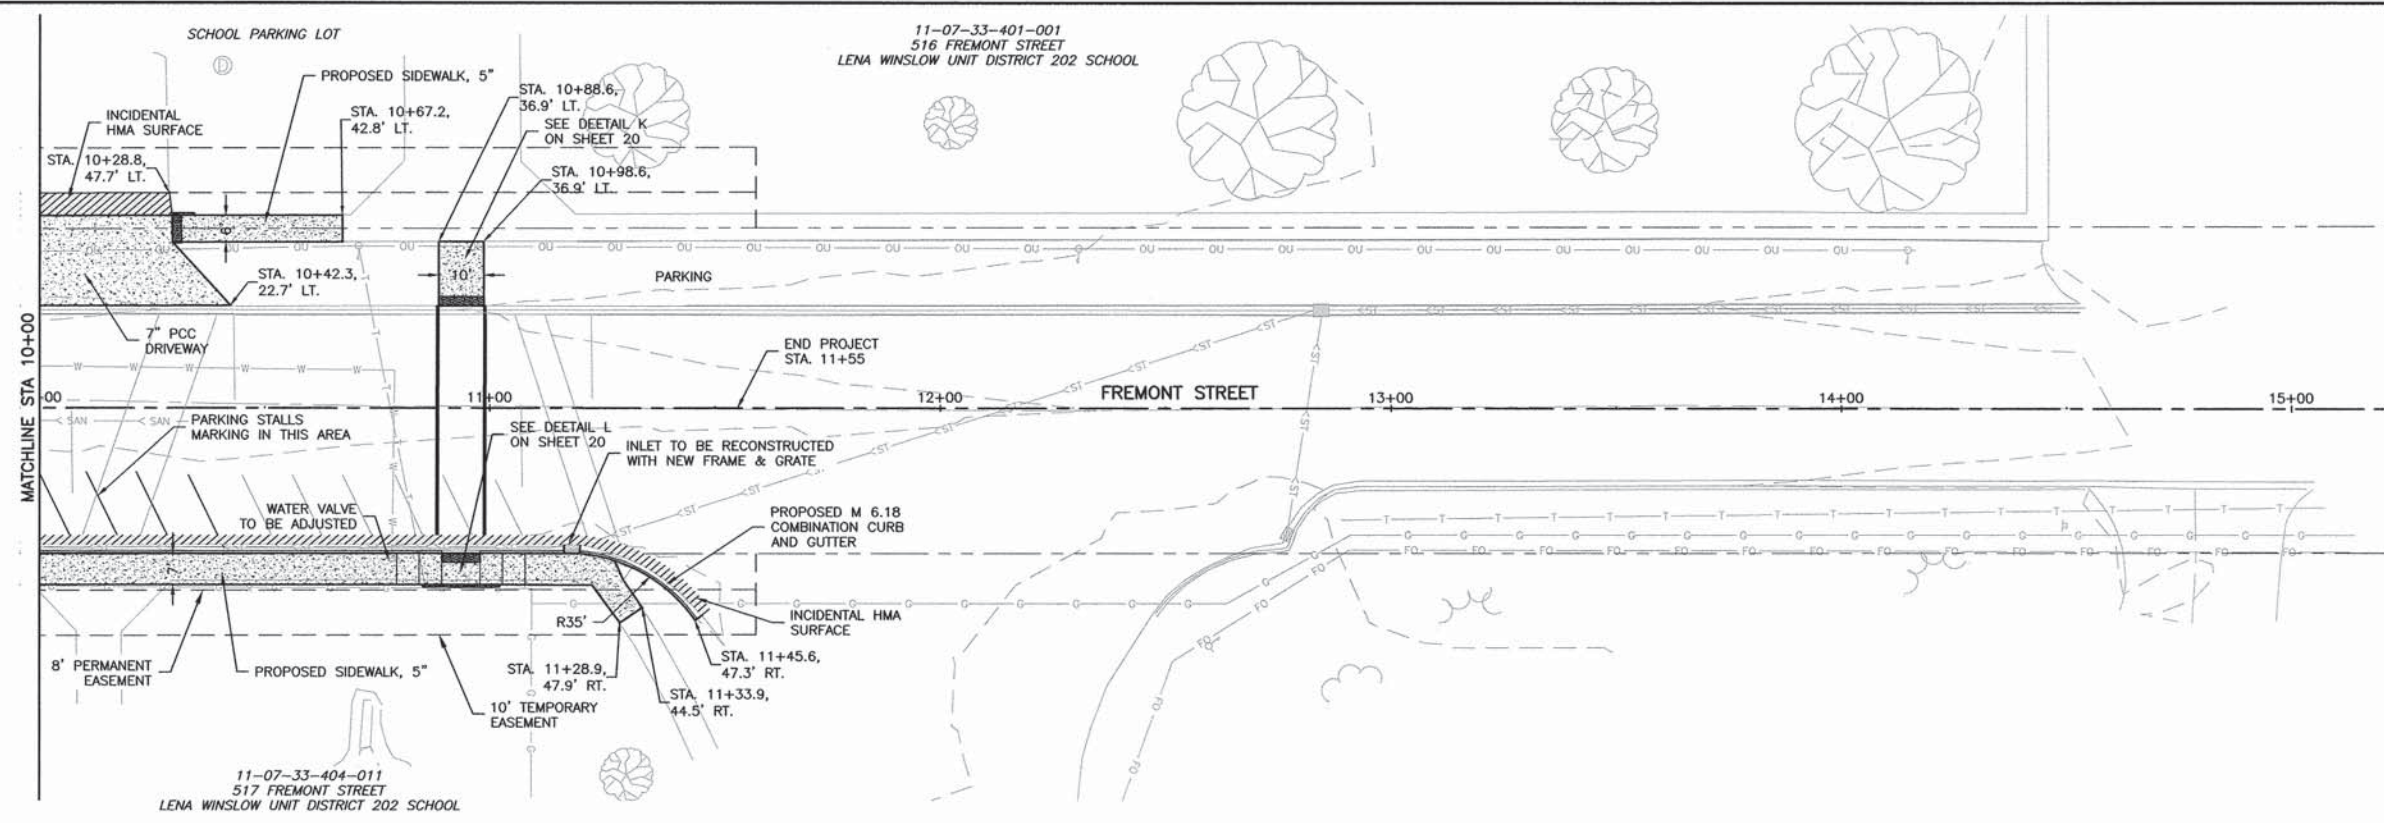 SCHOOL PARKING LOT
D
11-07-33-401-001
516 FREMONT STREET
LENA WINSLOW UNIT DISTRICT 202 SCHOOL
PROPOSED SIDEWALK, 5"
INCIDENTAL
HMA SURFACE
STA. 10+67.2,
42.8' LT.
STA. 10+88.6,
36.9' LT.
SEE DEETAIL K
ON SHEET 20
STA. 10+28.8,
47.7' LT.
STA. 10+98.6,
36.9' LT.
6'
10'
PARKING
STA. 10+42.3,
22.7' LT.
7" PCC
DRIVEWAY
END PROJECT
STA. 11+55
MATCHLINE STA 10+00
00
11+00
12+00
FREMONT STREET
13+00
14+00
15+00
PARKING STALLS
MARKING IN THIS AREA
SEE DEETAIL L
ON SHEET 20
INLET TO BE RECONSTRUCTED
WITH NEW FRAME & GRATE
WATER VALVE
TO BE ADJUSTED
PROPOSED M 6.18
COMBINATION CURB
AND GUTTER
7'
R35'
INCIDENTAL HMA
SURFACE
8' PERMANENT
EASEMENT
PROPOSED SIDEWALK, 5"
STA. 11+28.9,
47.9' RT.
STA. 11+45.6,
47.3' RT.
STA. 11+33.9,
44.5' RT.
10' TEMPORARY
EASEMENT
11-07-33-404-011
517 FREMONT STREET
LENA WINSLOW UNIT DISTRICT 202 SCHOOL